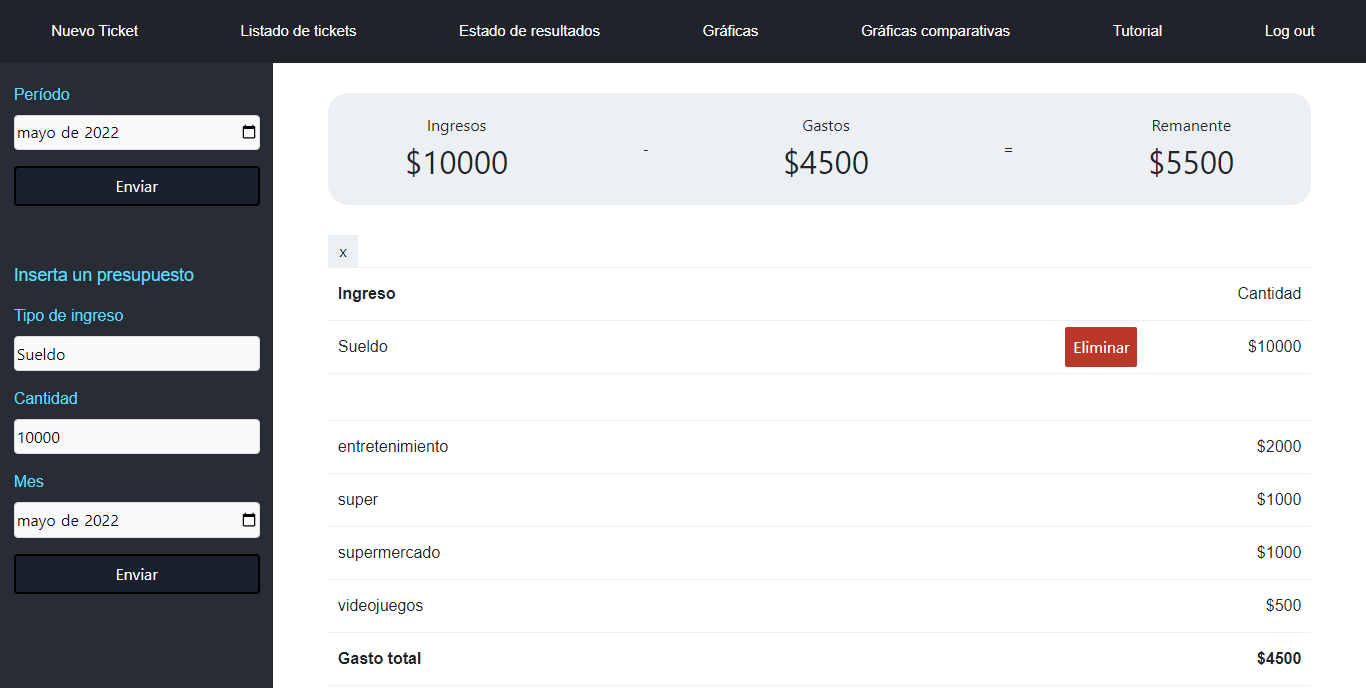 Nuevo Ticket Listado de tickets Estado de resultados Gráficas Gráficas comparativas Tutorial Log out
Período
mayo de 2022
Enviar
Inserta un presupuesto
Tipo de ingreso
Sueldo
Cantidad
10000
Mes
mayo de 2022
Enviar
Ingresos Gastos Remanente
$10000 - $4500 = $5500
x
Ingreso Cantidad
Sueldo Eliminar $10000
entretenimiento $2000
super $1000
supermercado $1000
videojuegos $500
Gasto total $4500